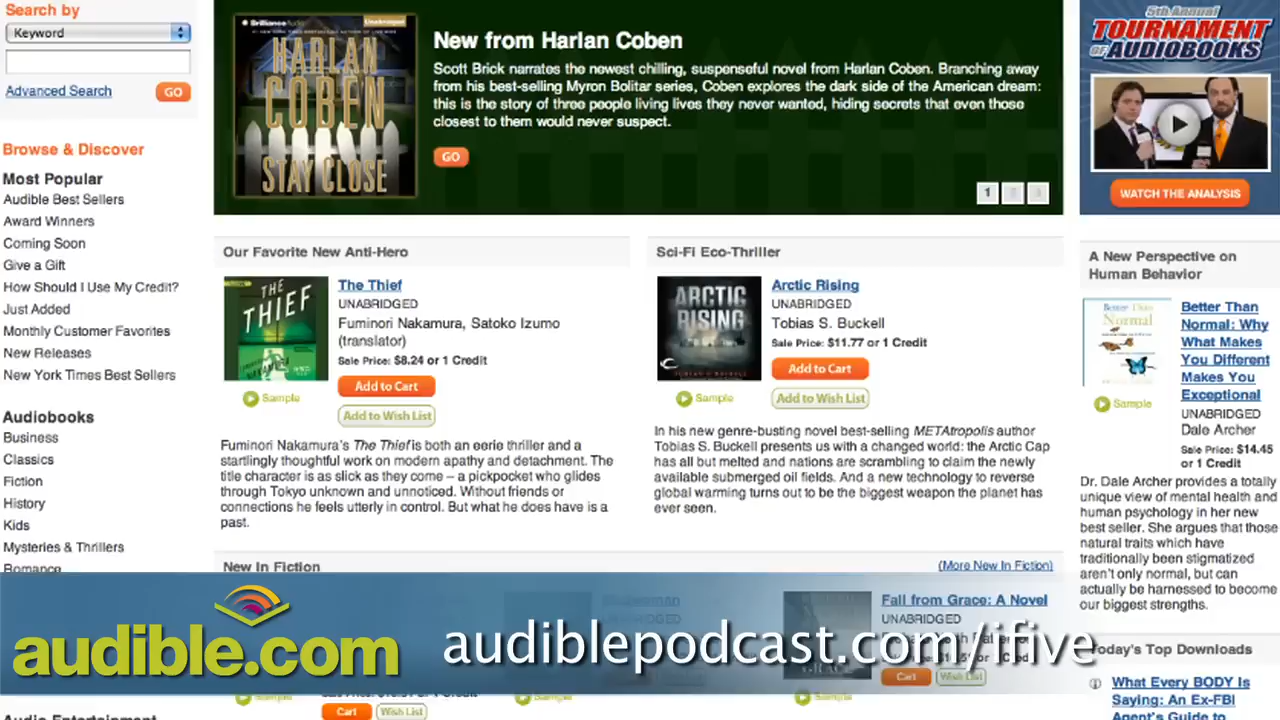 Search by
Keyword
Advanced Search
GO
Browse & Discover
Most Popular
Audible Best Sellers
Award Winners
Coming Soon
Give a Gift
How Should I Use My Credit?
Just Added
Monthly Customer Favorites
New Releases
New York Times Best Sellers
Audiobooks
Business
Classics
Fiction
History
Kids
Mysteries & Thrillers
Romance
BrillianceAudio
Unabridged
HARLAN
COBEN
STAY CLOSE
New from Harlan Coben
Scott Brick narrates the newest chilling, suspenseful novel from Harlan Coben. Branching away
from his best-selling Myron Bolitar series, Coben explores the dark side of the American dream:
this is the story of three people living lives they never wanted, hiding secrets that even those
closest to them would never suspect.
GO
1
2
3
5th Annual
TOURNAMENT
OF AUDIOBOOKS
WATCH THE ANALYSIS
Our Favorite New Anti-Hero
THE
THIEF
The Thief
UNABRIDGED
Fuminori Nakamura, Satoko Izumo
(translator)
Sale Price: $8.24 or 1 Credit
Add to Cart
Sample
Add to Wish List
Fuminori Nakamura's The Thief is both an eerie thriller and a
startlingly thoughtful work on modern apathy and detachment. The
title character is as slick as they come – a pickpocket who glides
through Tokyo unknown and unnoticed. Without friends or
connections he feels utterly in control. But what he does have is a
past.
Sci-Fi Eco-Thriller
ARCTIC
RISING
Arctic Rising
UNABRIDGED
Tobias S. Buckell
Sale Price: $11.77 or 1 Credit
Add to Cart
Sample
Add to Wish List
In his new genre-busting novel best-selling METAtropolis author
Tobias S. Buckell presents us with a changed world: the Arctic Cap
has all but melted and nations are scrambling to claim the newly
available submerged oil fields. And a new technology to reverse
global warming turns out to be the biggest weapon the planet has
ever seen.
A New Perspective on
Human Behavior
Better Than
Normal
Better Than
Normal: Why
What Makes
You Different
Makes You
Exceptional
Sample
UNABRIDGED
Dale Archer
Sale Price: $14.45
or 1 Credit
Dr. Dale Archer provides a totally
unique view of mental health and
human psychology in her new
best seller. She argues that those
natural traits which have
traditionally been stigmatized
aren't only normal, but can
actually be harnessed to become
our biggest strengths.
New In Fiction
(More New In Fiction)
Fall from Grace: A Novel
UNABRIDGED
audible.com
audiblepodcast.com/ifive
Cart
Wish List
Sample
Sample
Sample
Cart
Wish List
Today's Top Downloads
What Every BODY Is
Saying: An Ex-FBI
Agent's Guide to
Audio Entertainment